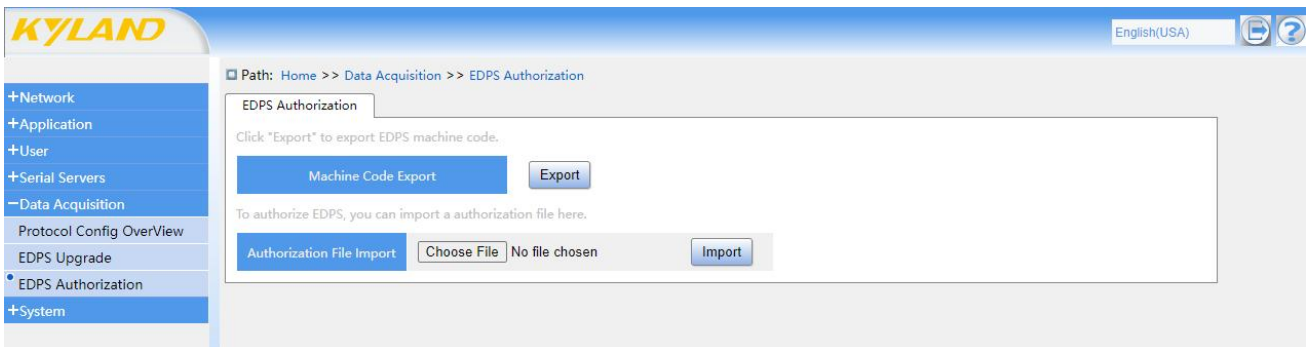 KYLAND
English(USA)
Path: Home >> Data Acquisition >> EDPS Authorization
+Network
+Application
+User
+Serial Servers
−Data Acquisition
Protocol Config OverView
EDPS Upgrade
EDPS Authorization
+System
EDPS Authorization
Click "Export" to export EDPS machine code.
Machine Code Export Export
To authorize EDPS, you can import a authorization file here.
Authorization File Import Choose File No file chosen Import